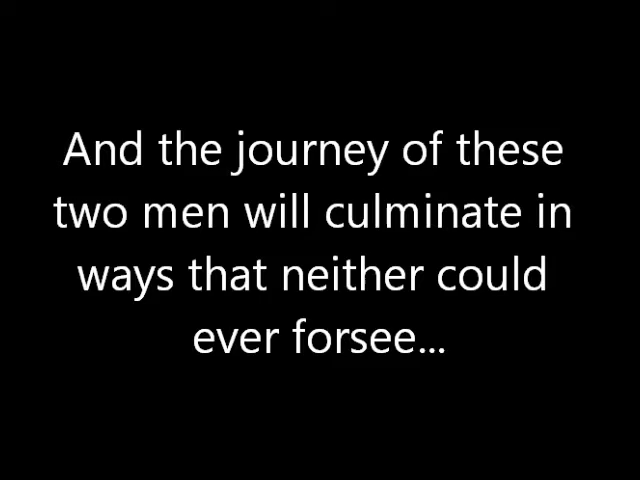 And the journey of these
two men will culminate in
ways that neither could
ever forsee...